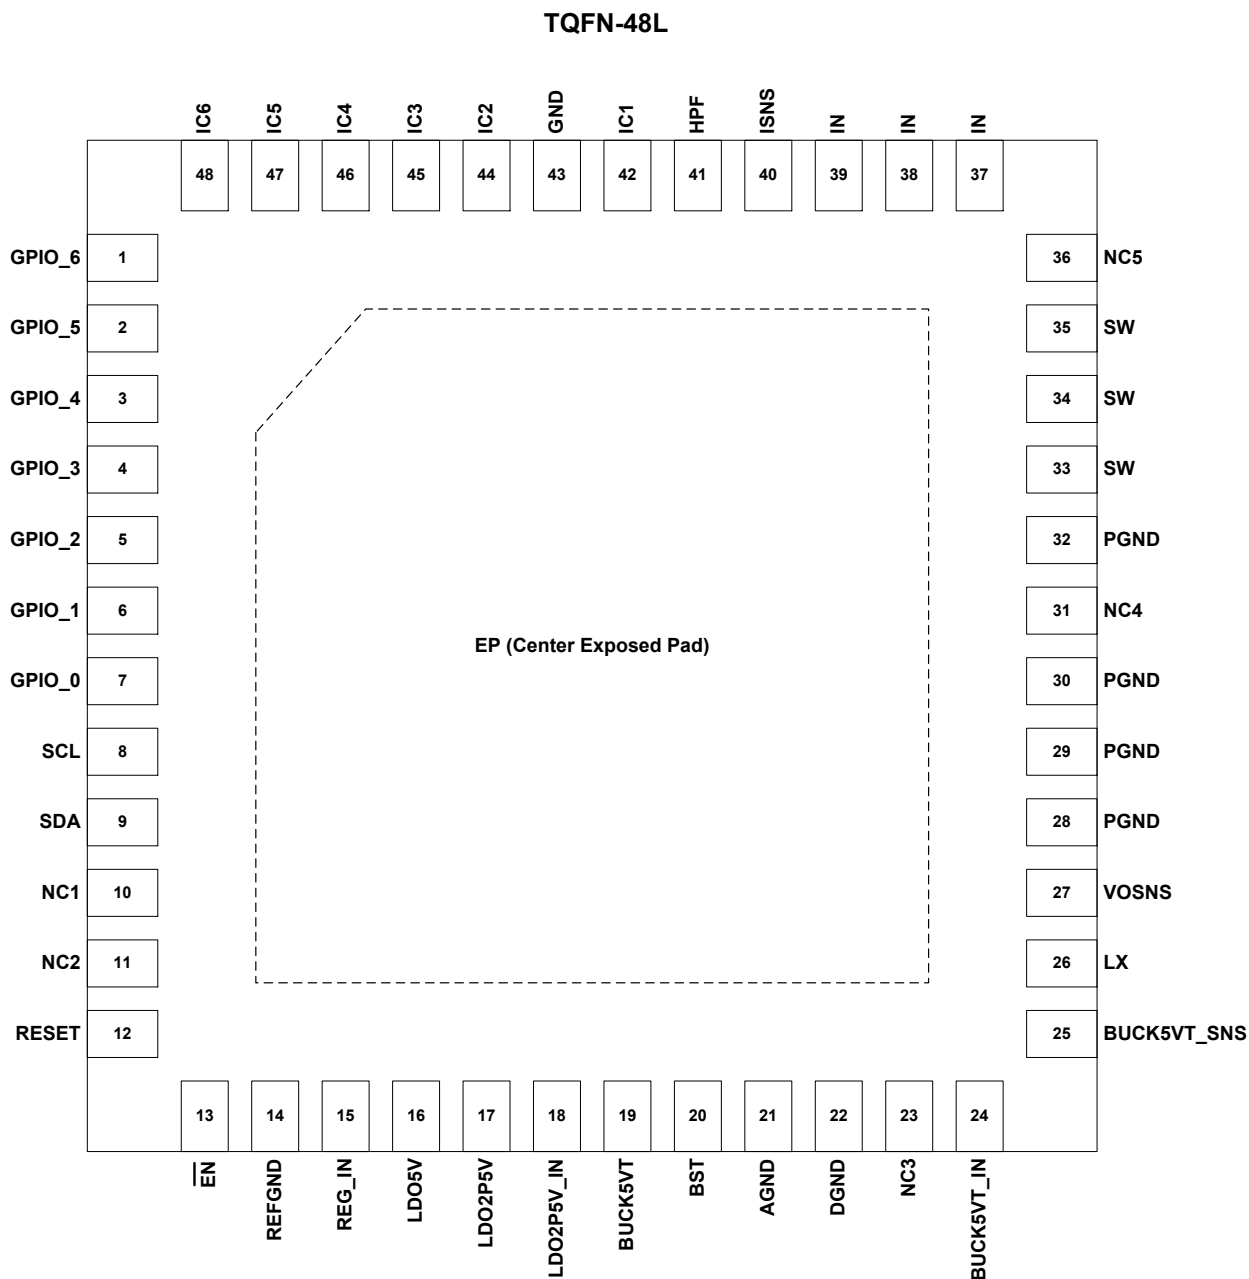 TQFN-48L
IC6
IC5
IC4
IC3
IC2
GND
IC1
HPF
ISNS
IN
IN
IN
48
47
46
45
44
43
42
41
40
39
38
37
GPIO_6
1
36
NC5
GPIO_5
2
35
SW
GPIO_4
3
34
SW
GPIO_3
4
33
SW
GPIO_2
5
32
PGND
GPIO_1
6
31
NC4
EP (Center Exposed Pad)
GPIO_0
7
30
PGND
SCL
8
29
PGND
SDA
9
28
PGND
NC1
10
27
VOSNS
NC2
11
26
LX
RESET
12
25
BUCK5VT_SNS
13
14
15
16
17
18
19
20
21
22
23
24
E̅N̅
REFGND
REG_IN
LDO5V
LDO2P5V
LDO2P5V_IN
BUCK5VT
BST
AGND
DGND
NC3
BUCK5VT_IN